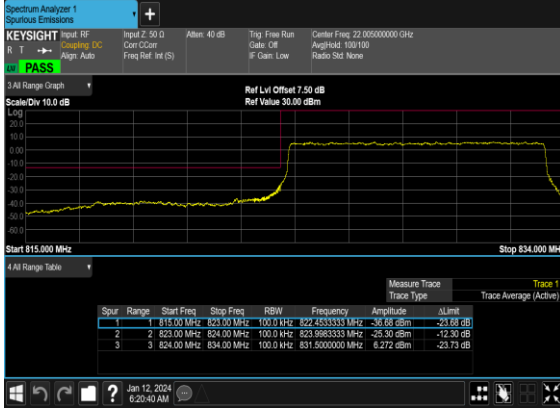 Spectrum Analyzer 1
Spurious Emissions
+
KEYSIGHT Input: RF Input Z: 50 Ω Atten: 40 dB Trig: Free Run Center Freq: 22.005000000 GHz
R T Coupling: DC Corr CCorr Gate: Off Avg|Hold: 100/100
Align: Auto Freq Ref: Int (S) IF Gain: Low Radio Std: None
LXI PASS
3 All Range Graph
Ref Lvl Offset 7.50 dB
Scale/Div 10.0 dB Ref Value 30.00 dBm
Log
20.0
10.0
0.00
-10.0
-20.0
-30.0
-40.0
-50.0
-60.0
Start 815.000 MHz Stop 834.000 MH
4 All Range Table
Measure Trace Trace 1
Trace Type Trace Average (Active)
Spur Range Start Freq Stop Freq RBW Frequency Amplitude ΔLimit
1 1 815.00 MHz 823.00 MHz 100.0 kHz 822.4533333 MHz -36.68 dBm -23.68 dB
2 2 823.00 MHz 824.00 MHz 100.0 kHz 823.9983333 MHz -25.30 dBm -12.30 dB
3 3 824.00 MHz 834.00 MHz 100.0 kHz 831.5000000 MHz 6.272 dBm -23.73 dB
? Jan 12, 2024
6:20:40 AM